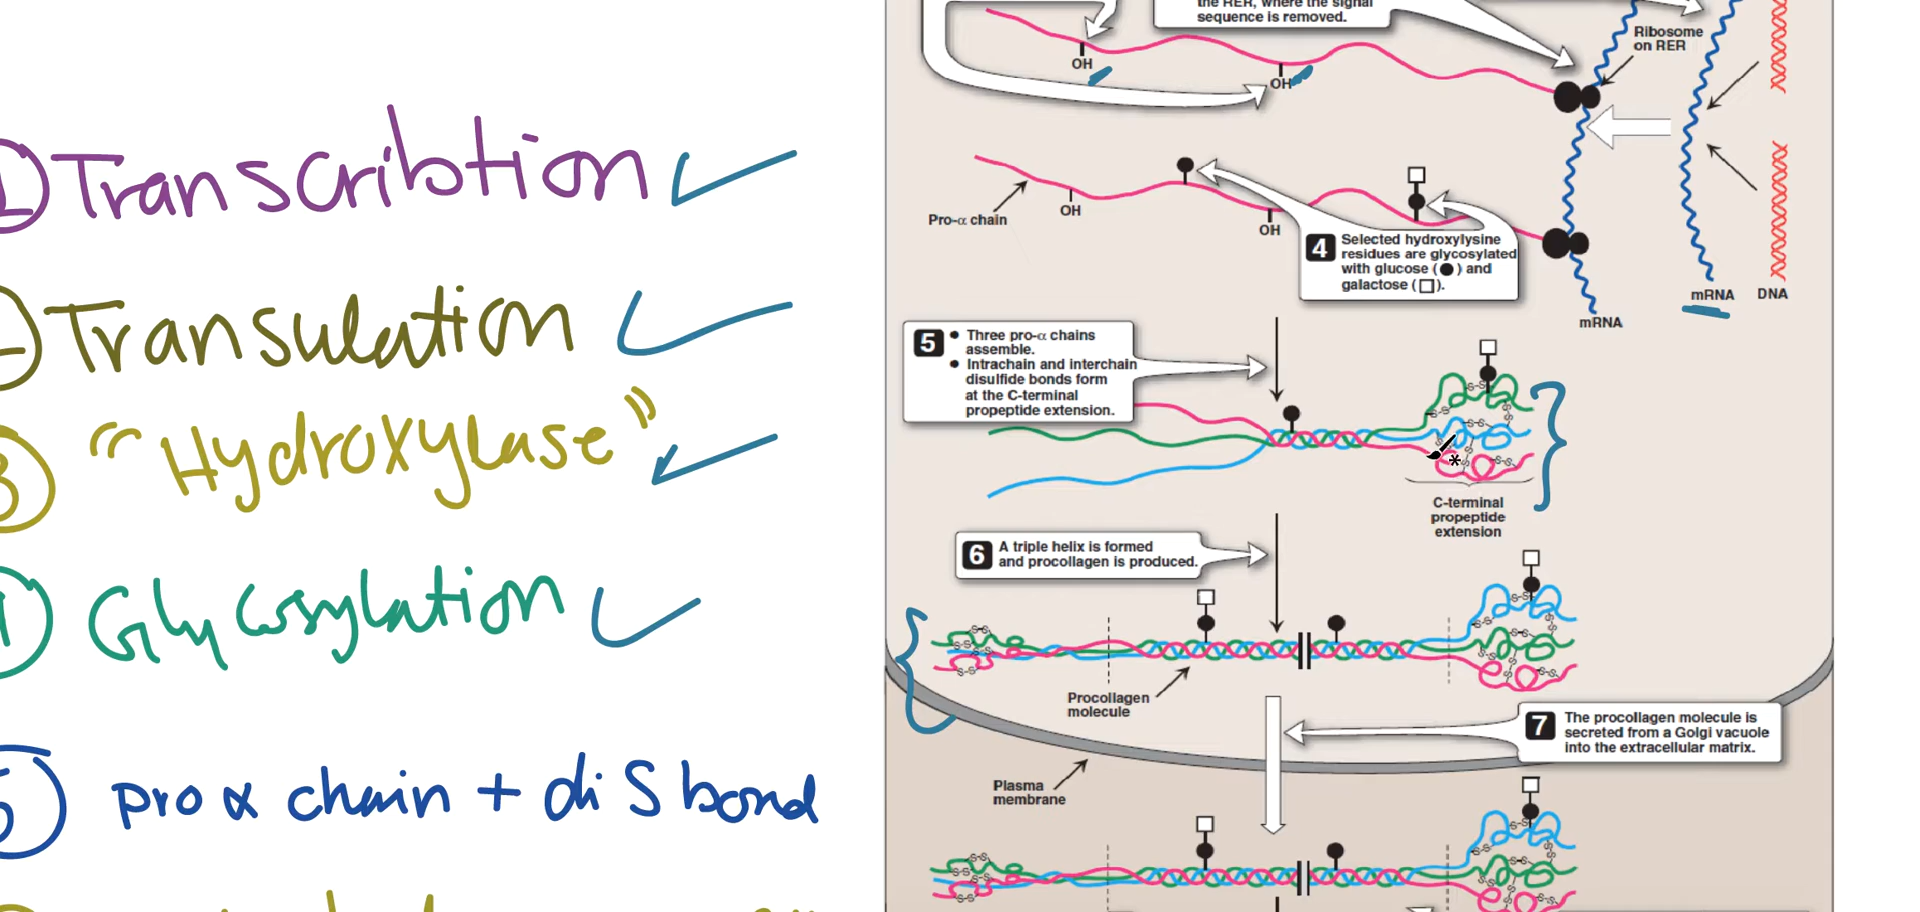 ① Transcribtion
Transulation
3 "Hydroxylase"
Glycosylation
5 pro α chain + di S bond
the RER, where the signal
sequence is removed.
Ribosome
on RER
OH
OH
Pro-α chain
OH
OH
4 Selected hydroxylysine
residues are glycosylated
with glucose (●) and
galactose (□).
mRNA
DNA
mRNA
5 ● Three pro-α chains
assemble.
● Intrachain and interchain
disulfide bonds form
at the C-terminal
propeptide extension.
-S-S-
*
C-terminal
propeptide
extension
6 A triple helix is formed
and procollagen is produced.
Procollagen
molecule
7 The procollagen molecule is
secreted from a Golgi vacuole
into the extracellular matrix.
Plasma
membrane